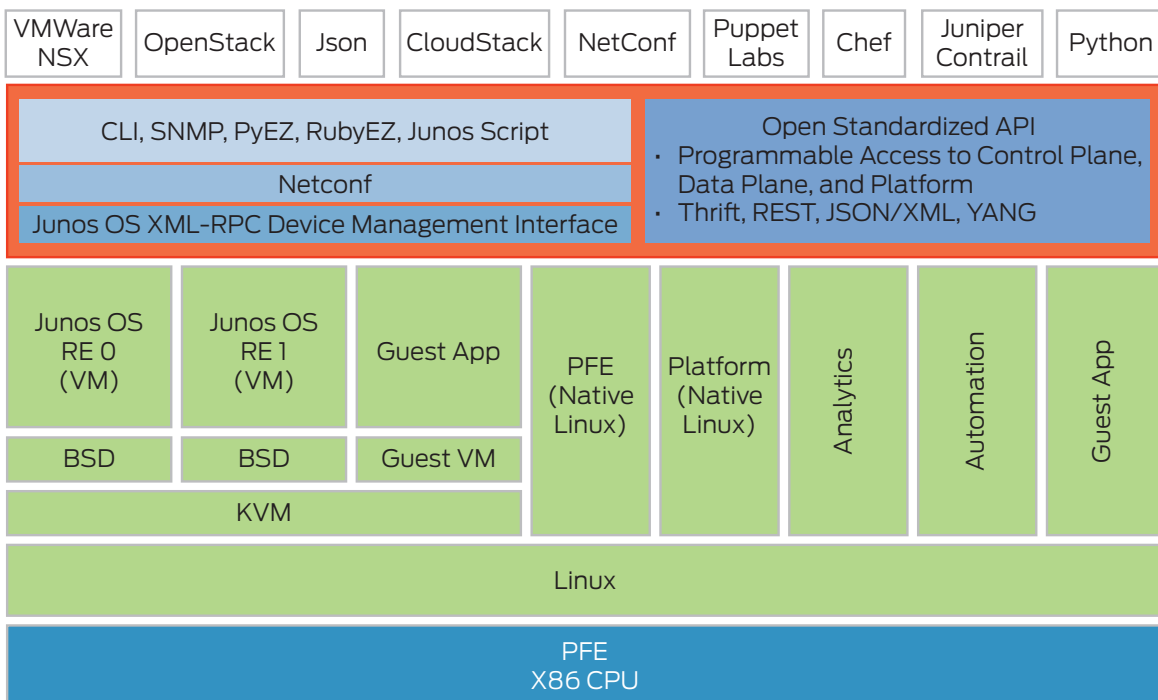 VMWare
NSX
OpenStack
Json
CloudStack
NetConf
Puppet
Labs
Chef
Juniper
Contrail
Python
CLI, SNMP, PyEZ, RubyEZ, Junos Script
Netconf
Junos OS XML-RPC Device Management Interface
Open Standardized API
• Programmable Access to Control Plane,
Data Plane, and Platform
• Thrift, REST, JSON/XML, YANG
Junos OS
RE 0
(VM)
Junos OS
RE 1
(VM)
Guest App
PFE
(Native
Linux)
Platform
(Native
Linux)
Analytics
Automation
Guest App
BSD
BSD
Guest VM
KVM
Linux
PFE
X86 CPU